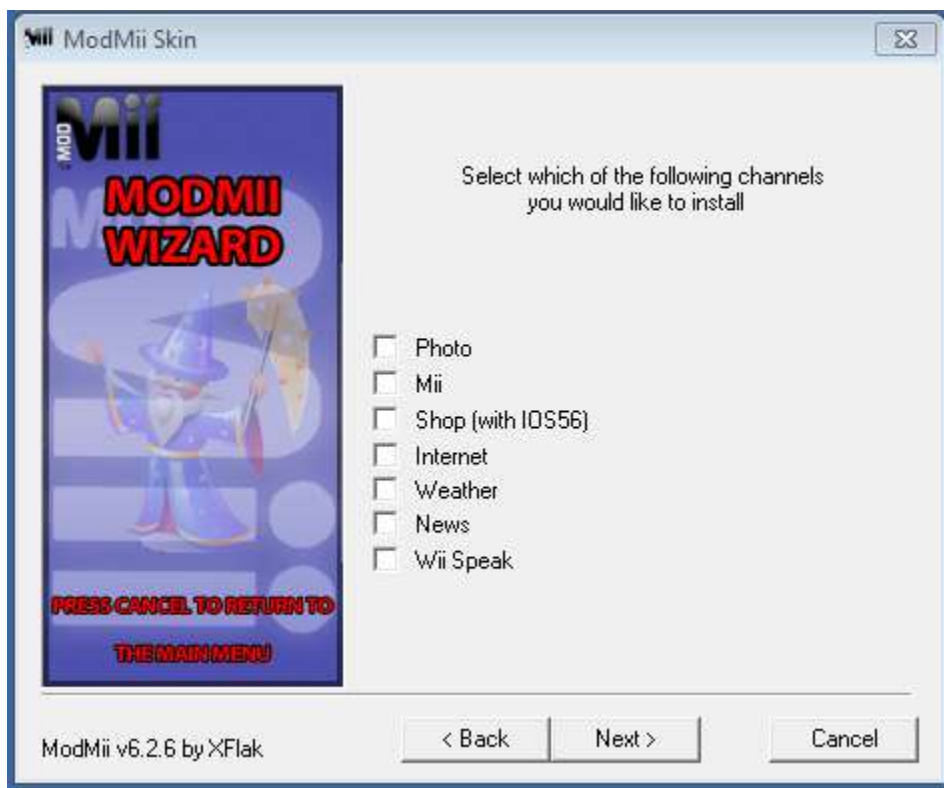 Mii ModMii Skin
MOD Mii
MODMII
WIZARD
PRESS CANCEL TO RETURN TO
THE MAIN MENU
Select which of the following channels
you would like to install
Photo
Mii
Shop (with IOS56)
Internet
Weather
News
Wii Speak
ModMii v6.2.6 by XFlak
< Back
Next >
Cancel